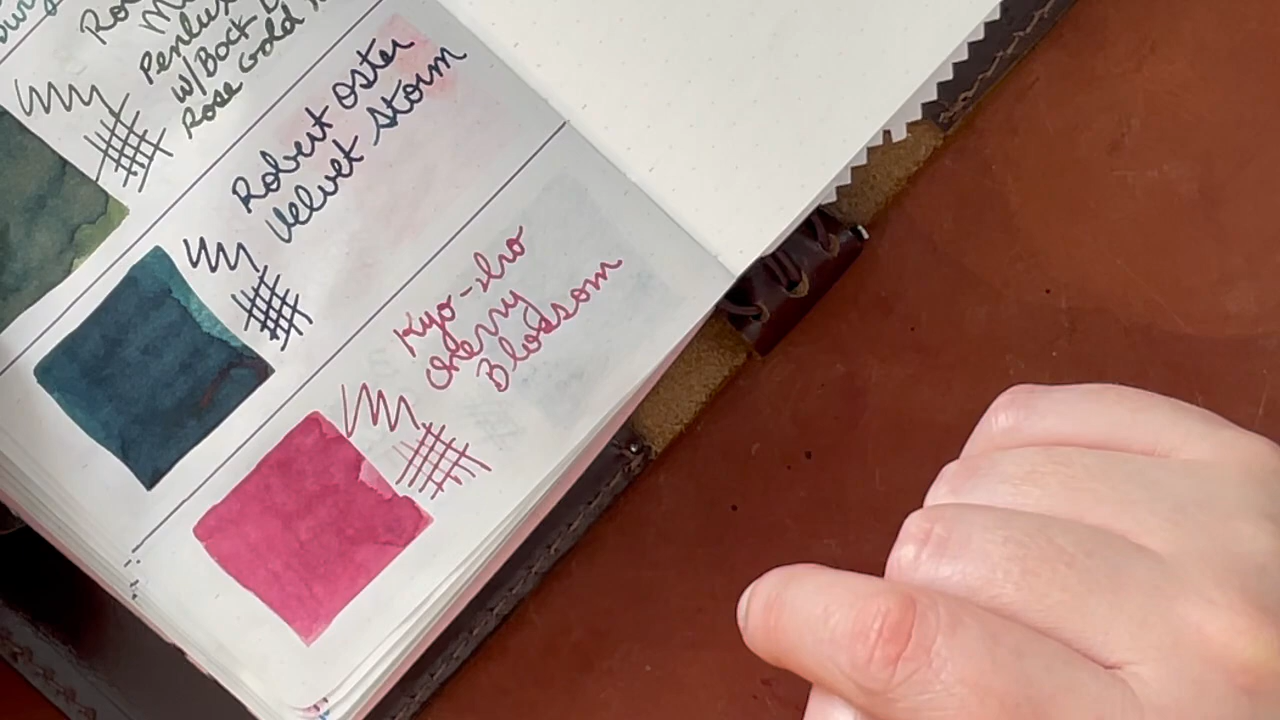 Penlux
w/Bock
Rose Gold
Robert Oster
Velvet Storm
Kyo-iro
Cherry
Blossom